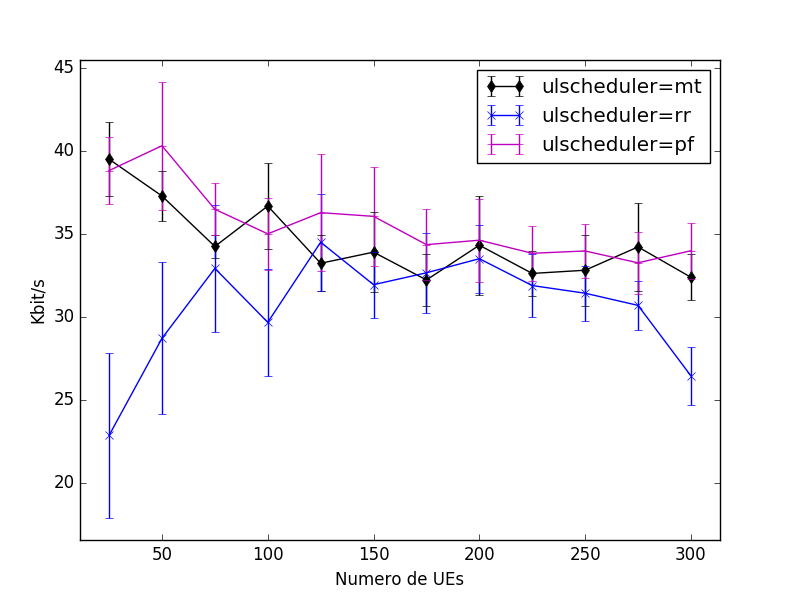 45
40
35
30
25
20
Kbit/s
50 100 150 200 250 300
Numero de UEs
ulscheduler=mt
ulscheduler=rr
ulscheduler=pf